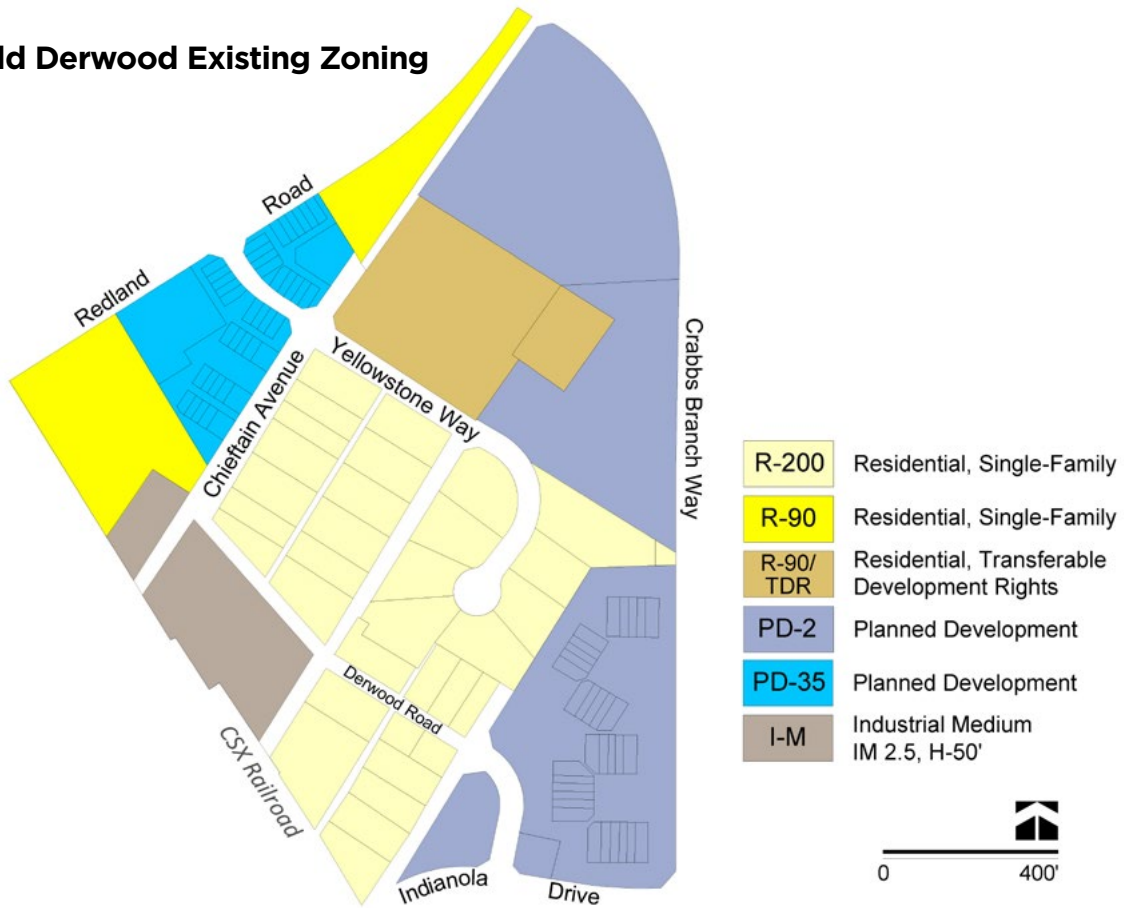 ld Derwood Existing Zoning
Road
Redland
Chieftain Avenue
Yellowstone Way
Crabbs Branch Way
Derwood Road
CSX Railroad
Indianola
Drive
R-200 Residential, Single-Family
R-90 Residential, Single-Family
R-90/ Residential, Transferable
TDR Development Rights
PD-2 Planned Development
PD-35 Planned Development
I-M Industrial Medium
IM 2.5, H-50'
0 400'